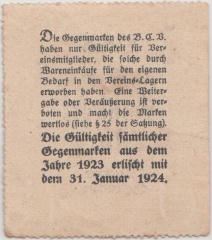 Die Gegenmarken des B.C.V.
haben nur Gültigkeit für Ver-
einsmitglieder, die solche durch
Wareneinkäufe für den eigenen
Bedarf in den Vereins-Lagern
erworben haben. Eine Weiter-
gabe oder Veräußerung ist ver-
boten und macht die Marken
wertlos (siehe § 25 der Satzung).
Die Gültigkeit sämtlicher
Gegenmarken aus dem
Jahre 1923 erlischt mit
dem 31. Januar 1924.